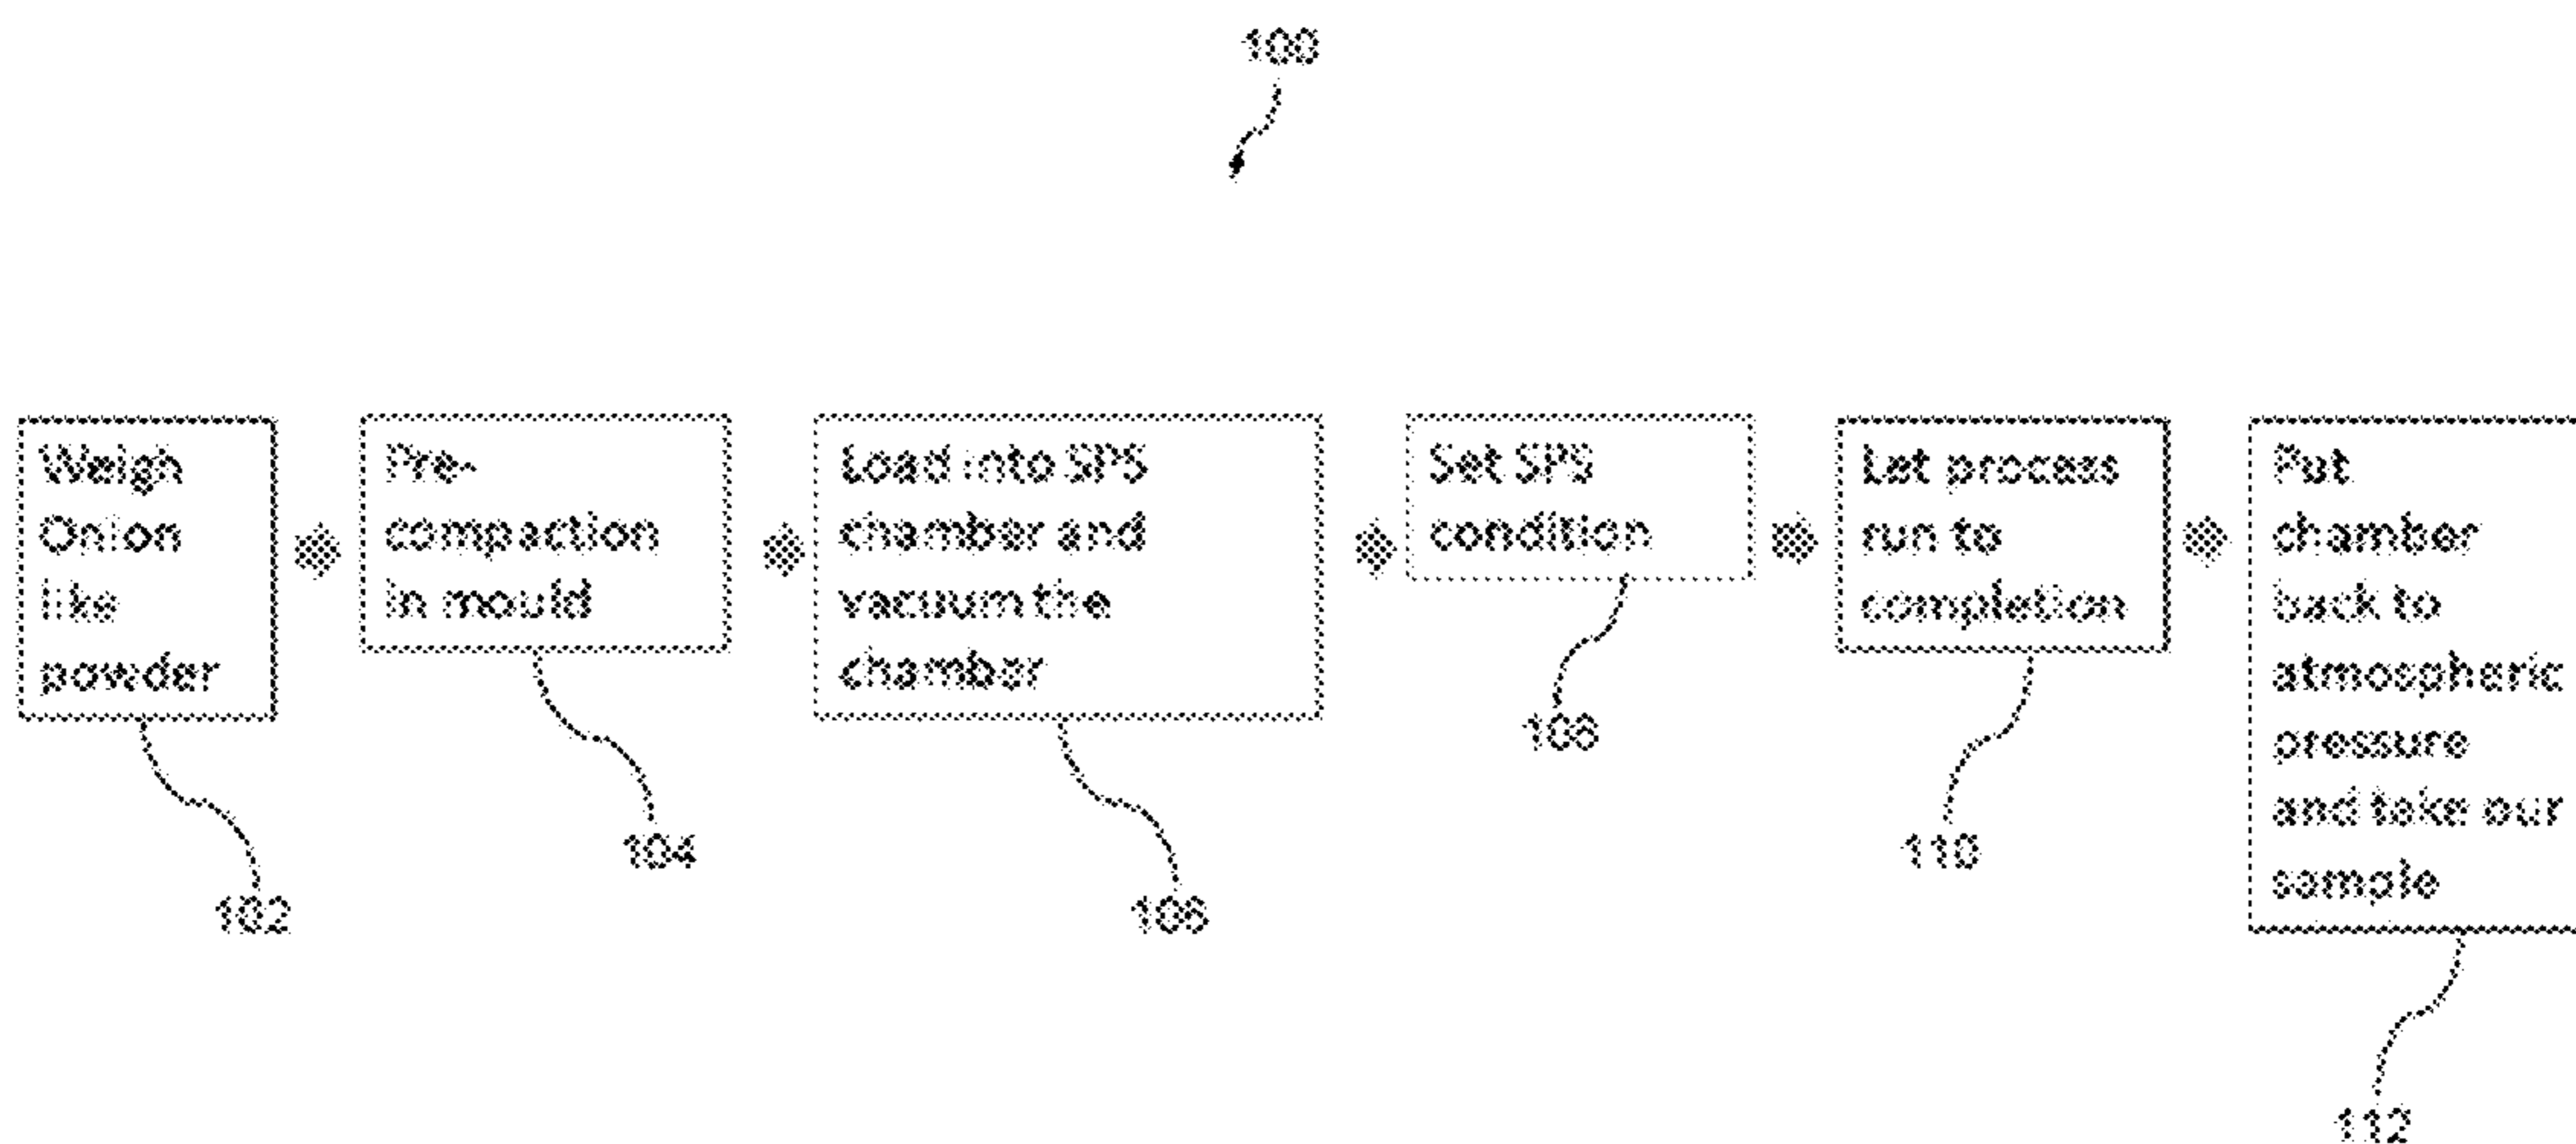 100
Weigh
Onion
like
powder
Pre-
compaction
in mould
Load into SPS
chamber and
vacuum the
chamber
Set SPS
condition
Let process
run to
completion
Put
chamber
back to
atmospheric
pressure
and take our
sample
102
104
106
108
110
112